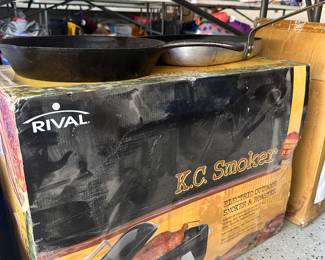 RIVAL
K.C. Smoker
ELECTRIC OUTDOOR
SMOKER & ROASTER